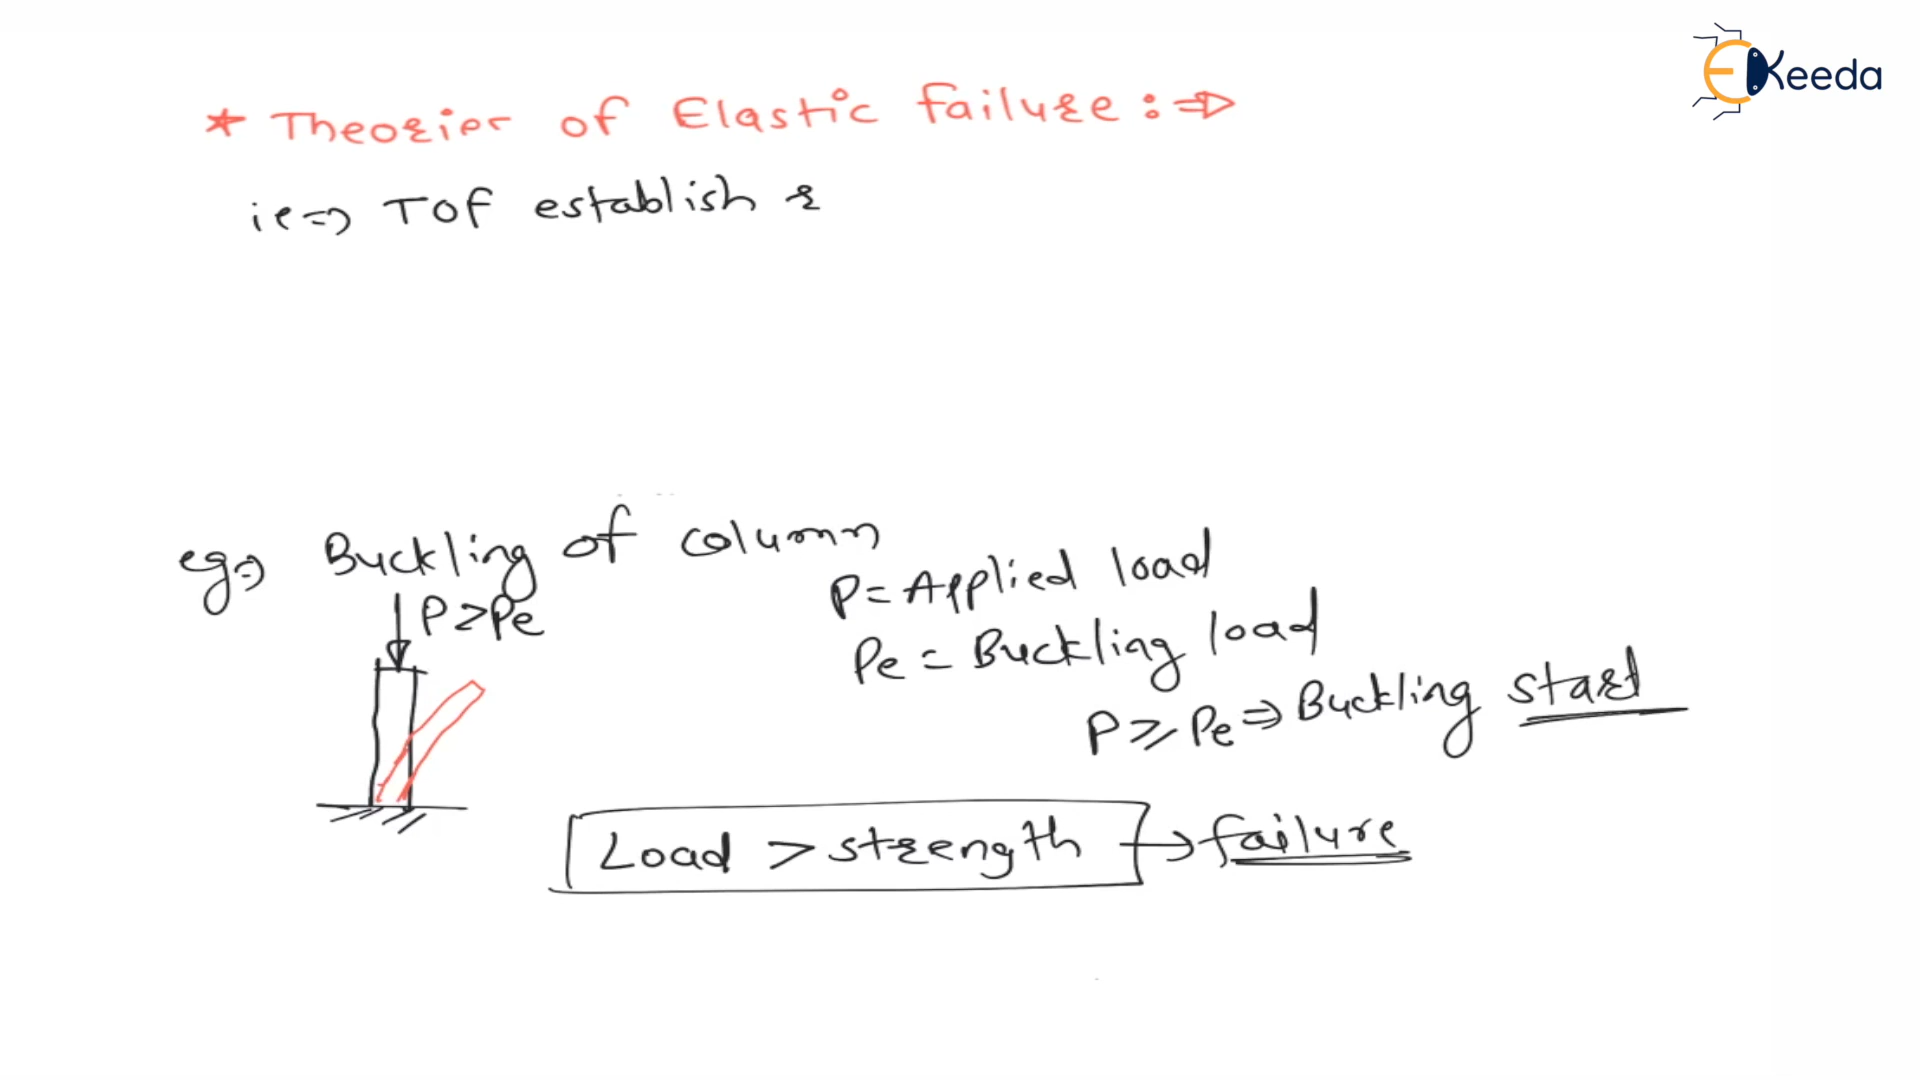 EKeeda
* Theories of Elastic failure :⇒
ie⇒ TOF establish r
eg⇒ Buckling of column
P>Pe
P= Applied load
Pe = Buckling load
P ≥ Pe ⇒ Buckling start
Load > strength → failure